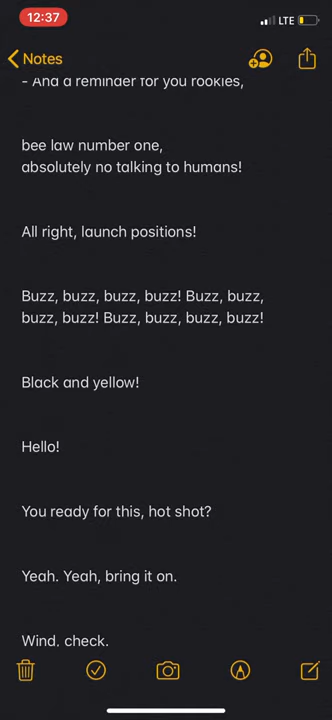 12:37
LTE
Notes
- And a reminder for you rookies,
bee law number one,
absolutely no talking to humans!
All right, launch positions!
Buzz, buzz, buzz, buzz! Buzz, buzz,
buzz, buzz! Buzz, buzz, buzz, buzz!
Black and yellow!
Hello!
You ready for this, hot shot?
Yeah. Yeah, bring it on.
Wind. check.